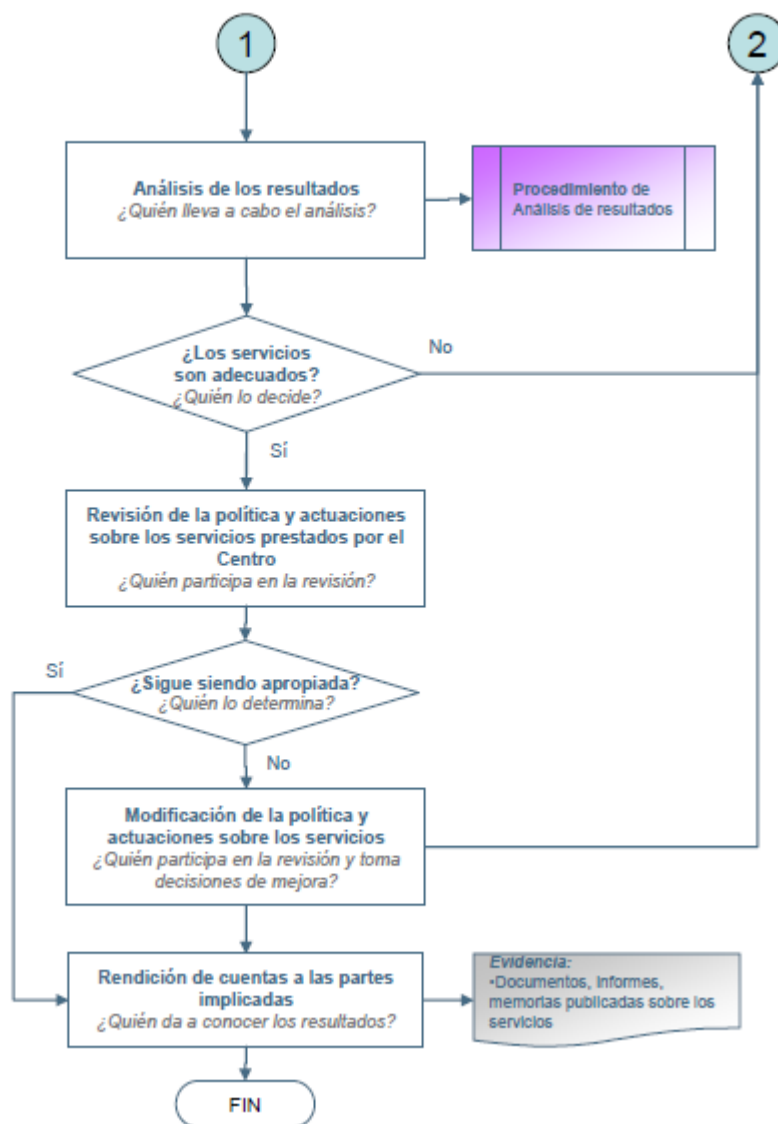 1
2
Análisis de los resultados
¿Quién lleva a cabo el análisis?
Procedimiento de
Análisis de resultados
¿Los servicios
son adecuados?
¿Quién lo decide?
No
Sí
Revisión de la política y actuaciones
sobre los servicios prestados por el
Centro
¿Quién participa en la revisión?
Sí
¿Sigue siendo apropiada?
¿Quién lo determina?
No
Modificación de la política y
actuaciones sobre los servicios
¿Quién participa en la revisión y toma
decisiones de mejora?
Rendición de cuentas a las partes
implicadas
¿Quién da a conocer los resultados?
Evidencia:
•Documentos, informes,
memorias publicadas sobre los
servicios
FIN